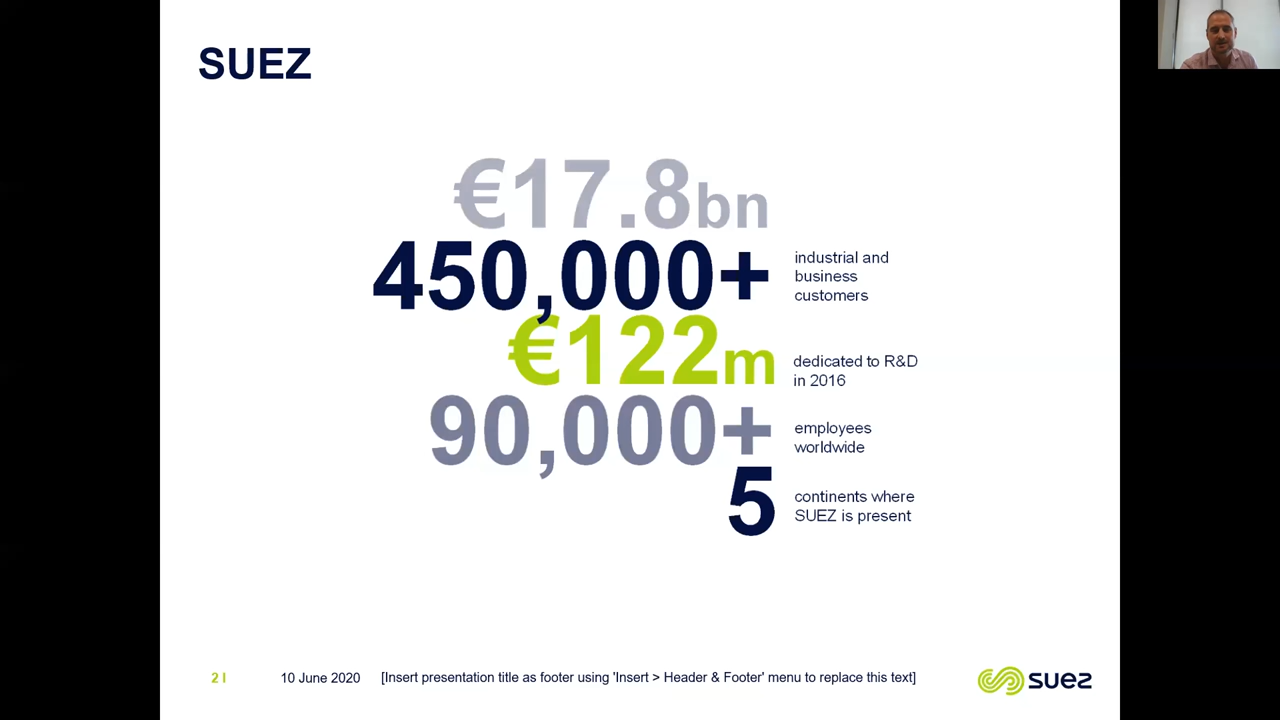 SUEZ
€17.8bn
450,000+
industrial and
business
customers
€122m
dedicated to R&D
in 2016
90,000+
employees
worldwide
5
continents where
SUEZ is present
2 I
10 June 2020
[Insert presentation title as footer using 'Insert > Header & Footer' menu to replace this text]
suez